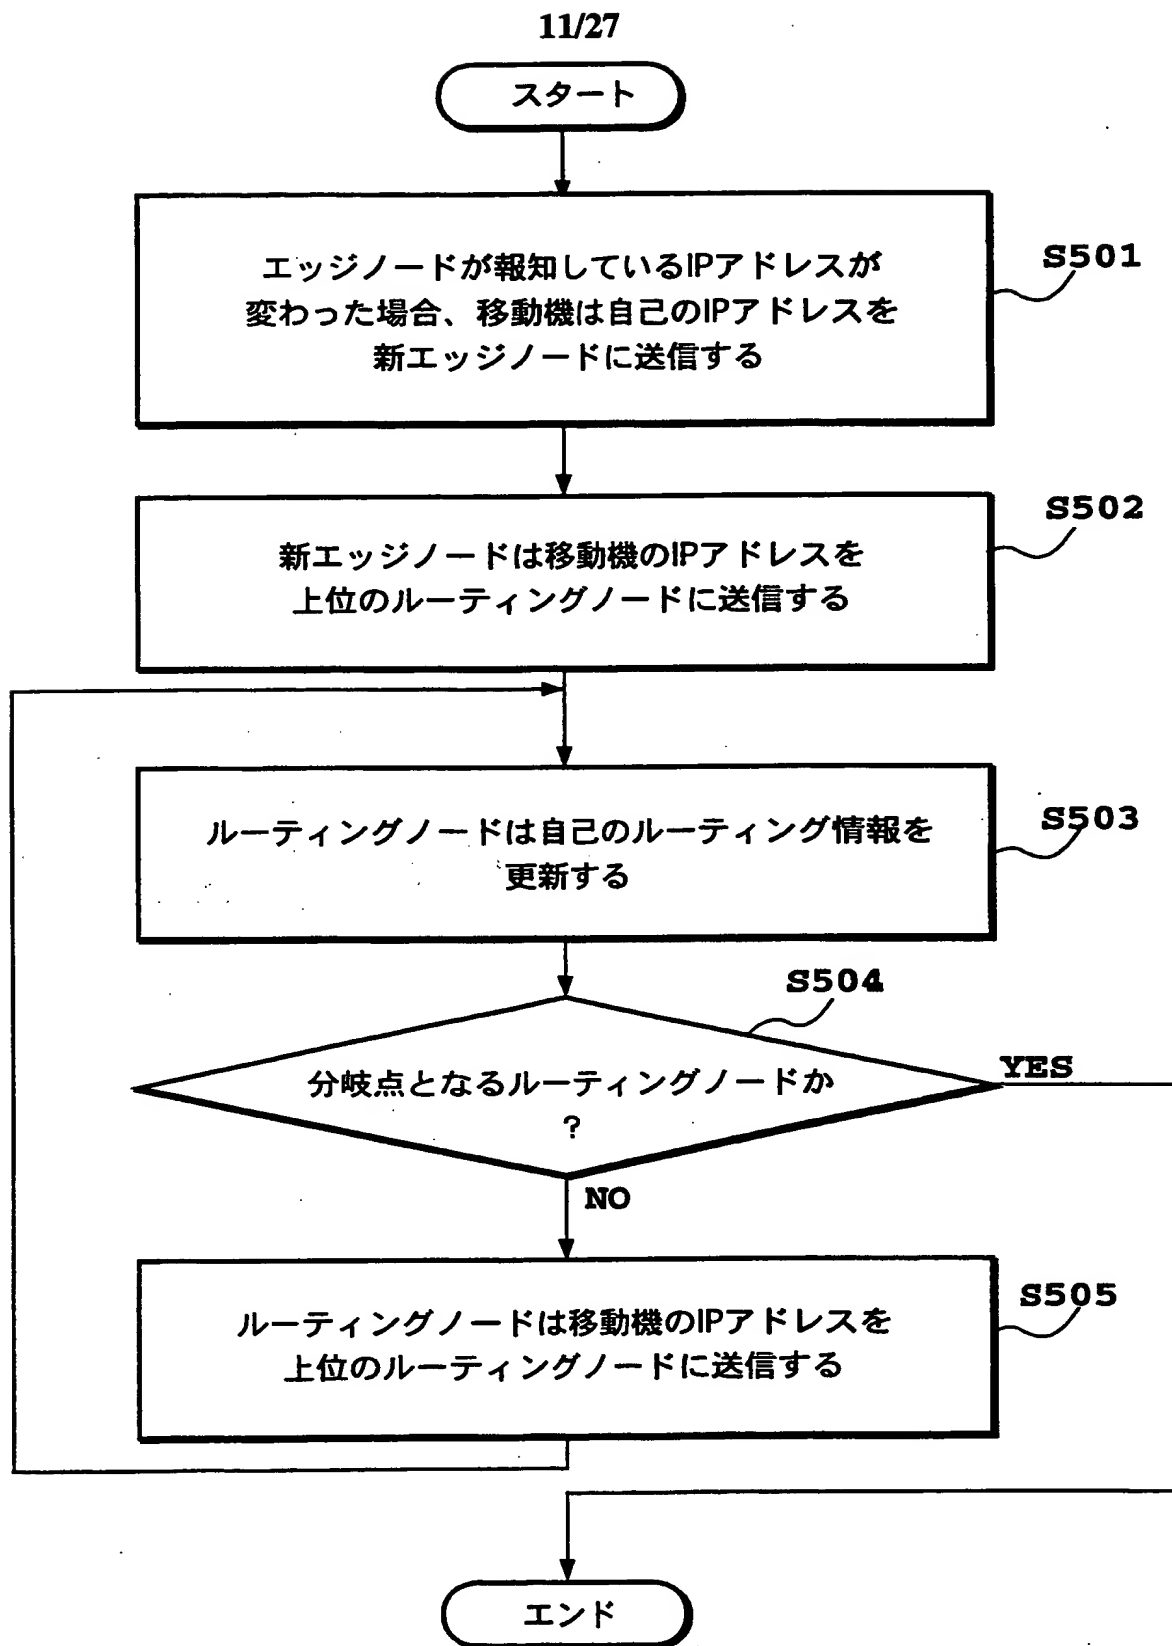 11/27
スタート
エッジノードが報知しているIPアドレスが
変わった場合、移動機は自己のIPアドレスを
新エッジノードに送信する
S501
新エッジノードは移動機のIPアドレスを
上位のルーティングノードに送信する
S502
ルーティングノードは自己のルーティング情報を
更新する
S503
S504
分岐点となるルーティングノードか
?
YES
NO
ルーティングノードは移動機のIPアドレスを
上位のルーティングノードに送信する
S505
エンド